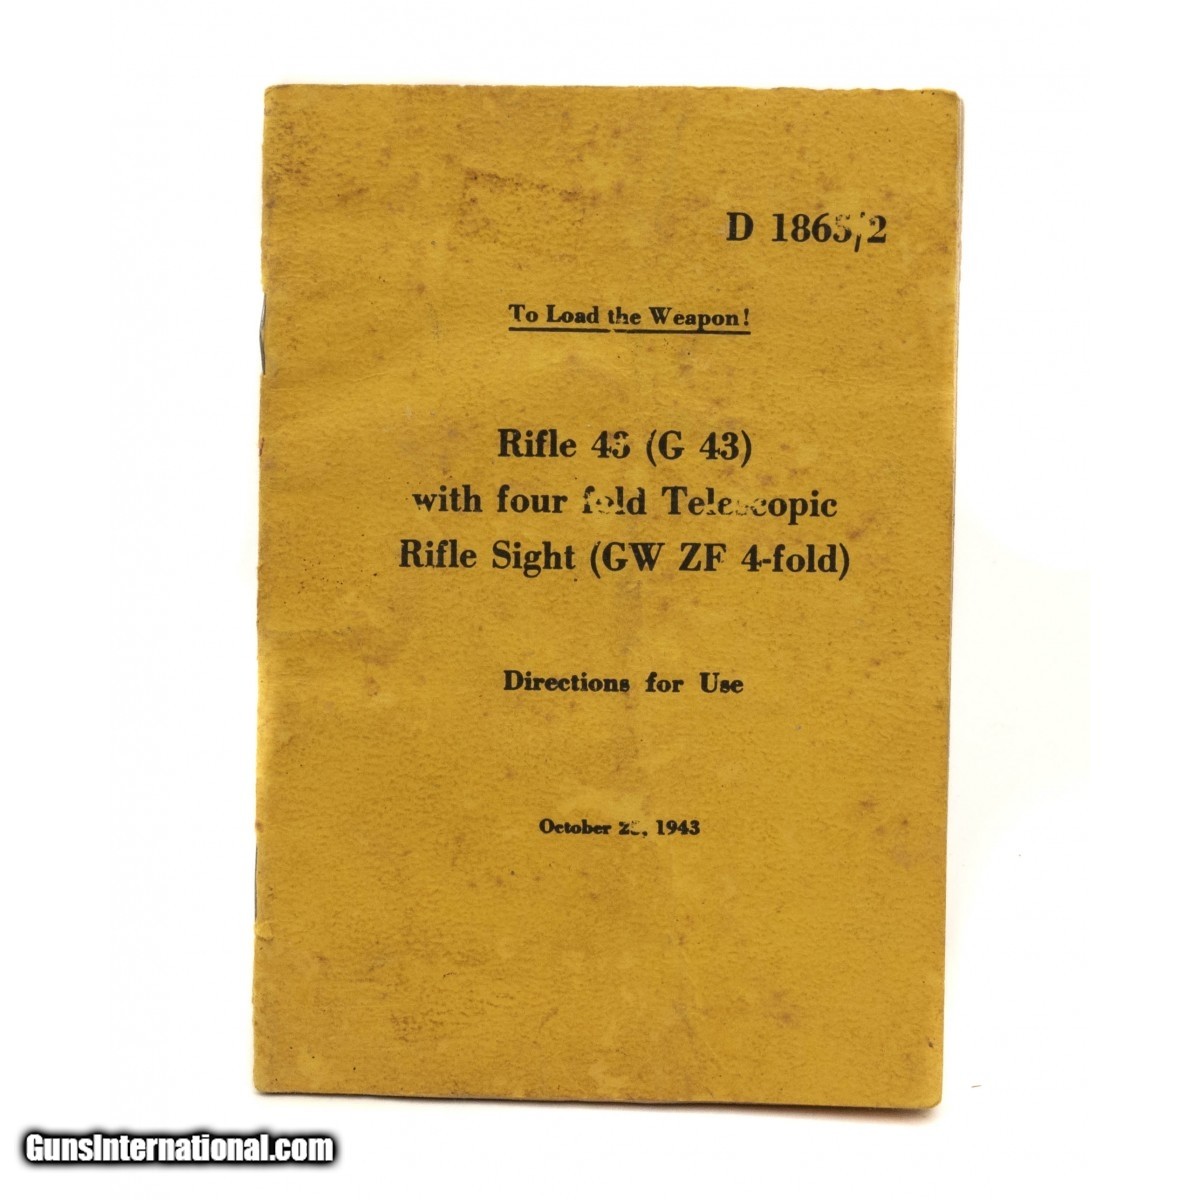 D 1865/2
To Load the Weapon!
Rifle 43 (G 43)
with four fold Telescopic
Rifle Sight (GW ZF 4-fold)
Directions for Use
October , 1943
GunsInternational.com